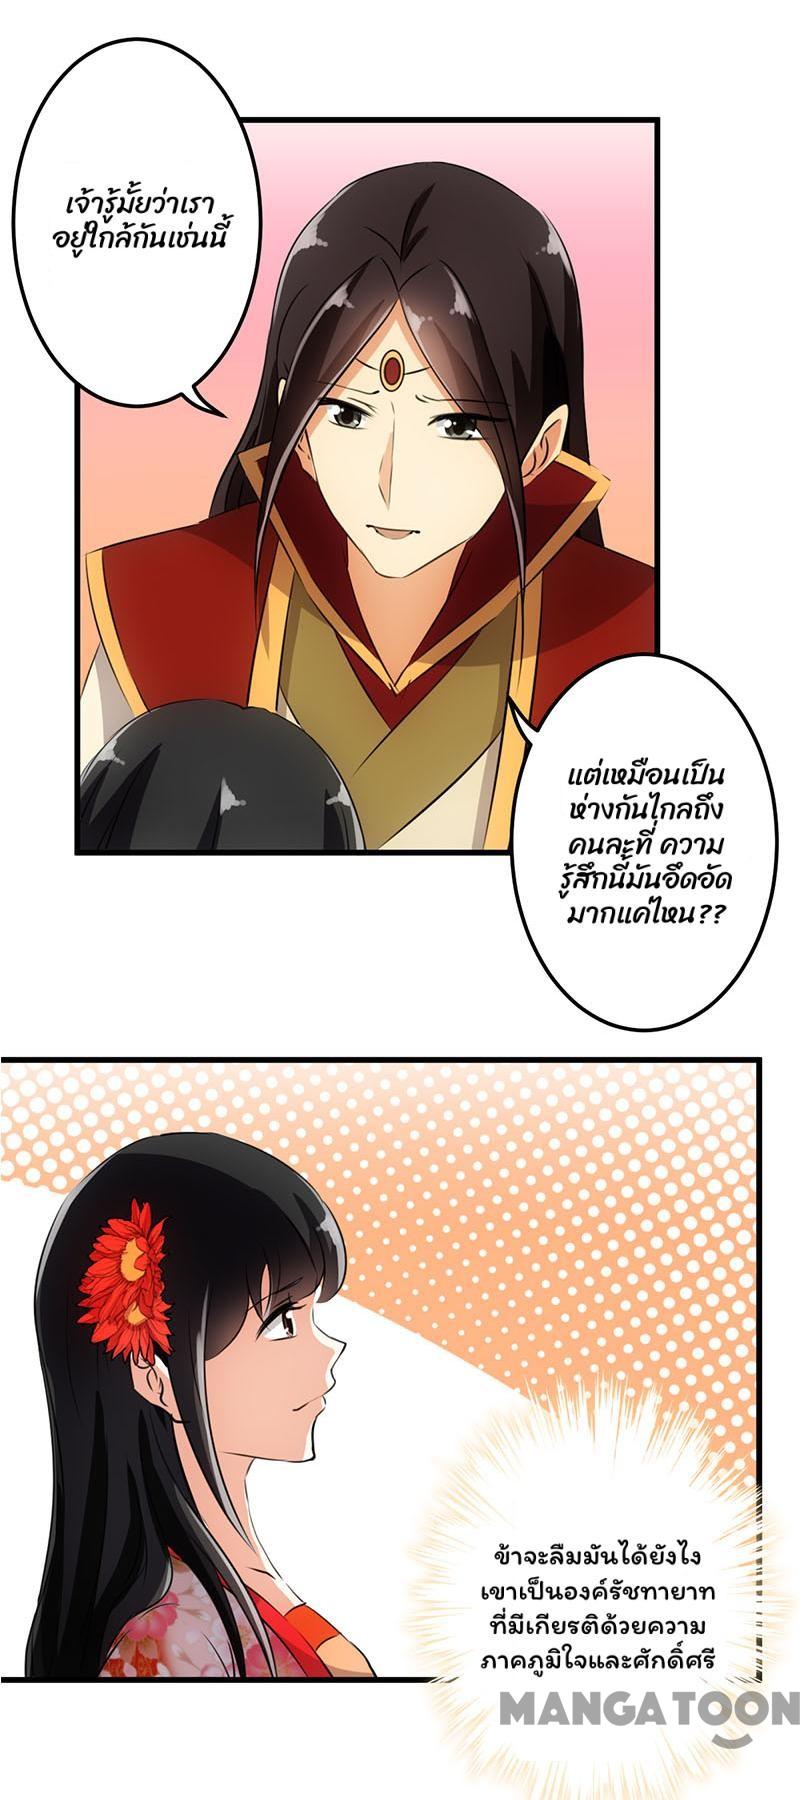 เจ้ารู้มั้ยว่าเรา
อยู่ใกล้กันเช่นนี้
แต่เหมือนเป็น
ห่างกันไกลถึง
คนละที่ ความ
รู้สึกนี้มันอึดอัด
มากแค่ไหน??
ข้าจะลืมมันได้ยังไง
เขาเป็นองค์รัชทายาท
ที่มีเกียรติด้วยความ
ภาคภูมิใจและศักดิ์ศรี
MANGATOON